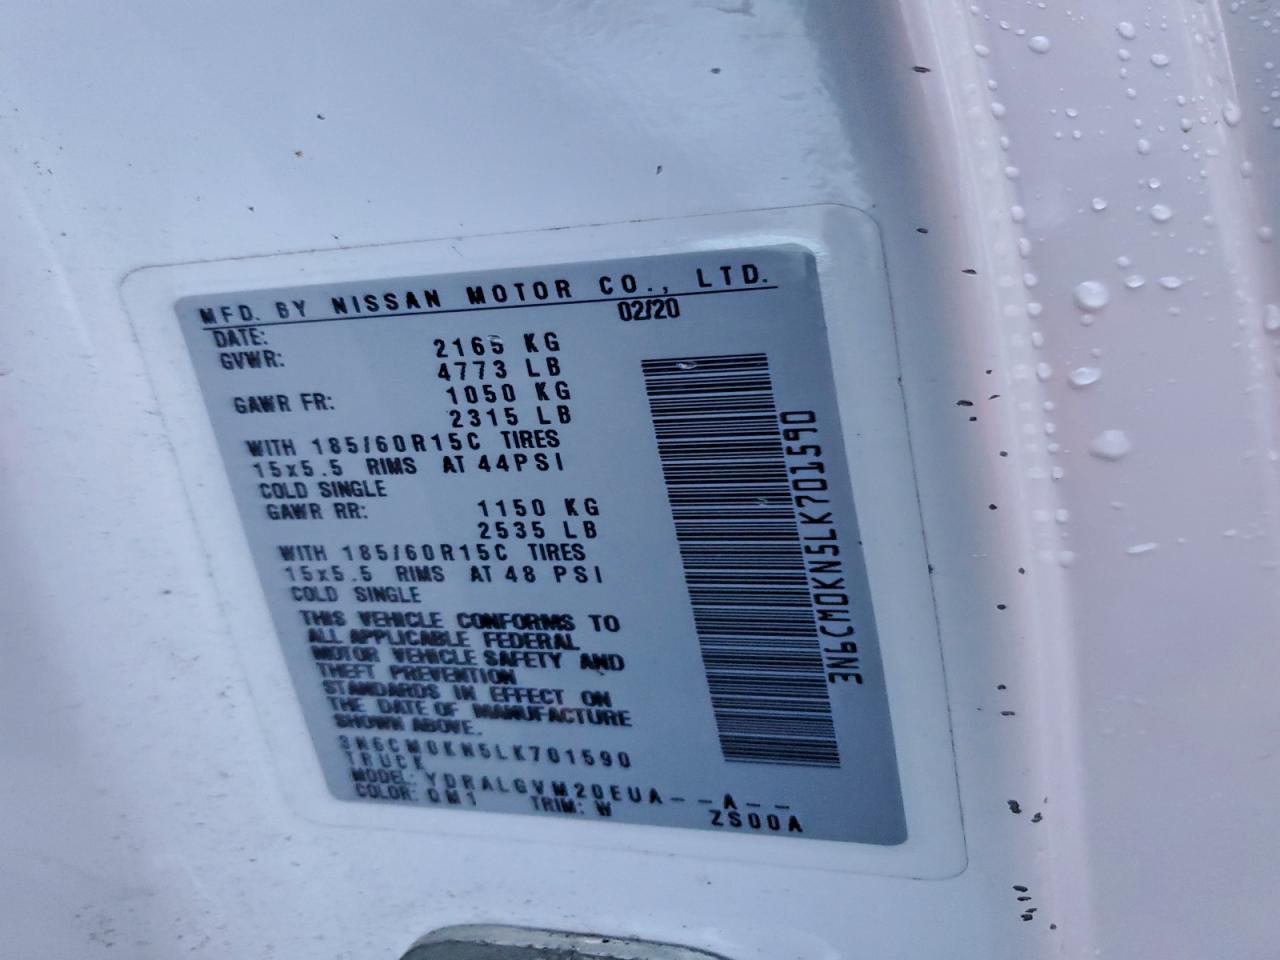 MFD. BY NISSAN MOTOR CO., LTD.
DATE: 02/20
GVWR: 2165 KG
4773 LB
GAWR FR: 1050 KG
2315 LB
WITH 185/60R15C TIRES
15x5.5 RIMS AT 44PSI
COLD SINGLE
GAWR RR: 1150 KG
2535 LB
WITH 185/60R15C TIRES
15x5.5 RIMS AT 48 PSI
COLD SINGLE
THIS VEHICLE CONFORMS TO
ALL APPLICABLE FEDERAL
MOTOR VEHICLE SAFETY AND
THEFT PREVENTION
STANDARDS IN EFFECT ON
THE DATE OF MANUFACTURE
SHOWN ABOVE.
3N6CM0KN5LK701590
TRUCK
MODEL: YDRALGVM20EUA--A--
COLOR: QM1 TRIM: W ZS00A
3N6CM0KN5LK701590